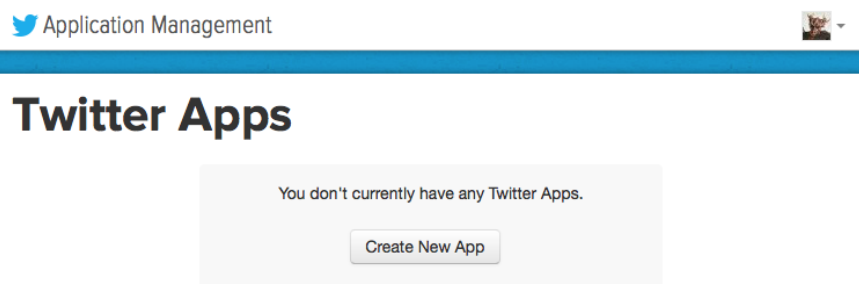 Application Management
Twitter Apps
You don't currently have any Twitter Apps.
Create New App